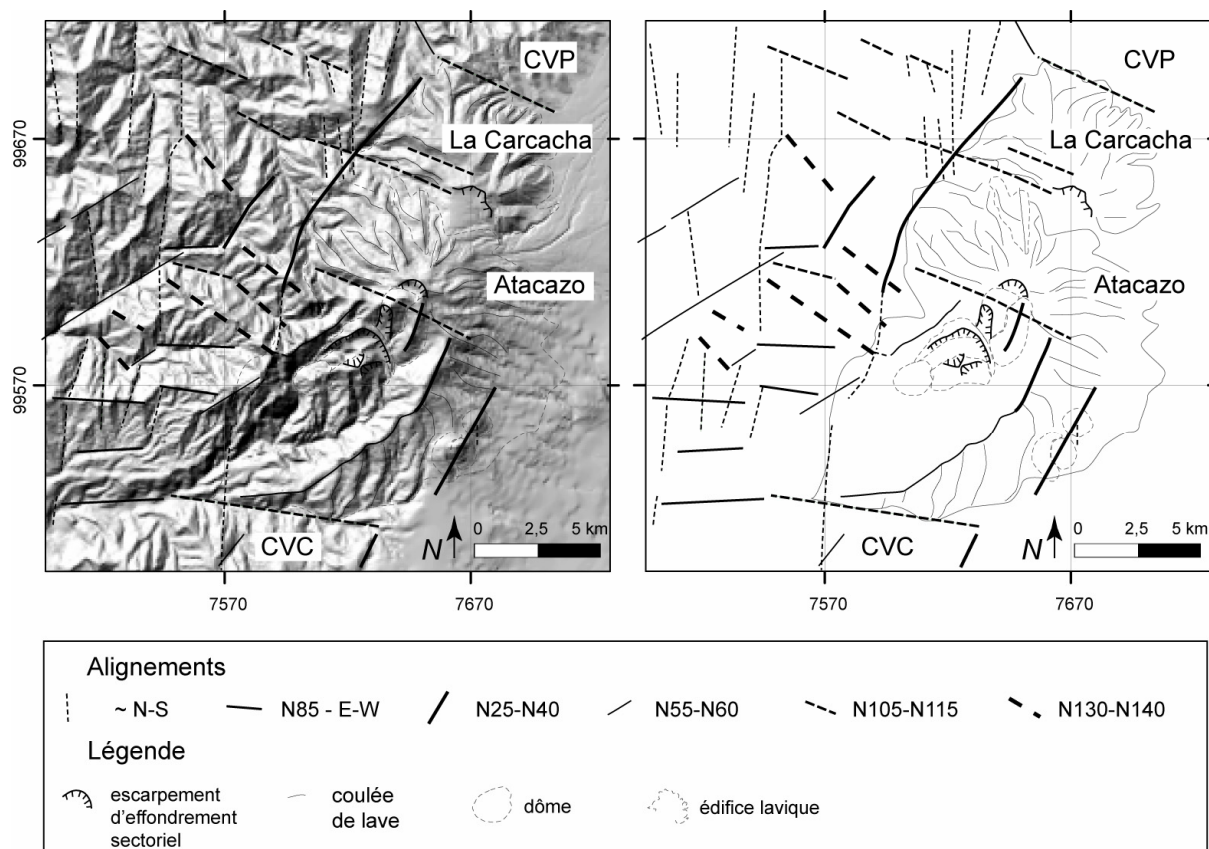 CVP
La Carcacha
Atacazo
CVC
N
0 2,5 5 km
99670
99570
7570 7670
CVP
La Carcacha
Atacazo
CVC
N
0 2,5 5 km
99670
99570
7570 7670
Alignements
~ N-S N85 - E-W N25-N40 N55-N60 N105-N115 N130-N140
Légende
escarpement
d'effondrement
sectoriel
coulée
de lave
dôme
édifice lavique